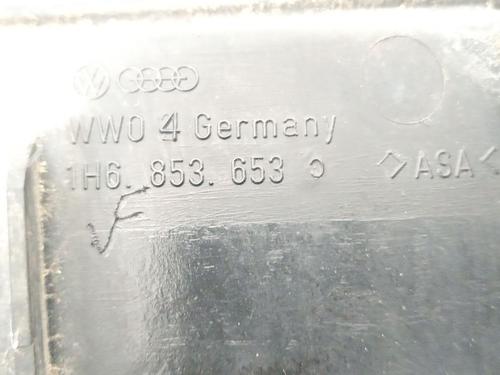 WWO 4 Germany
1H6. 853. 653 C
>ASA<